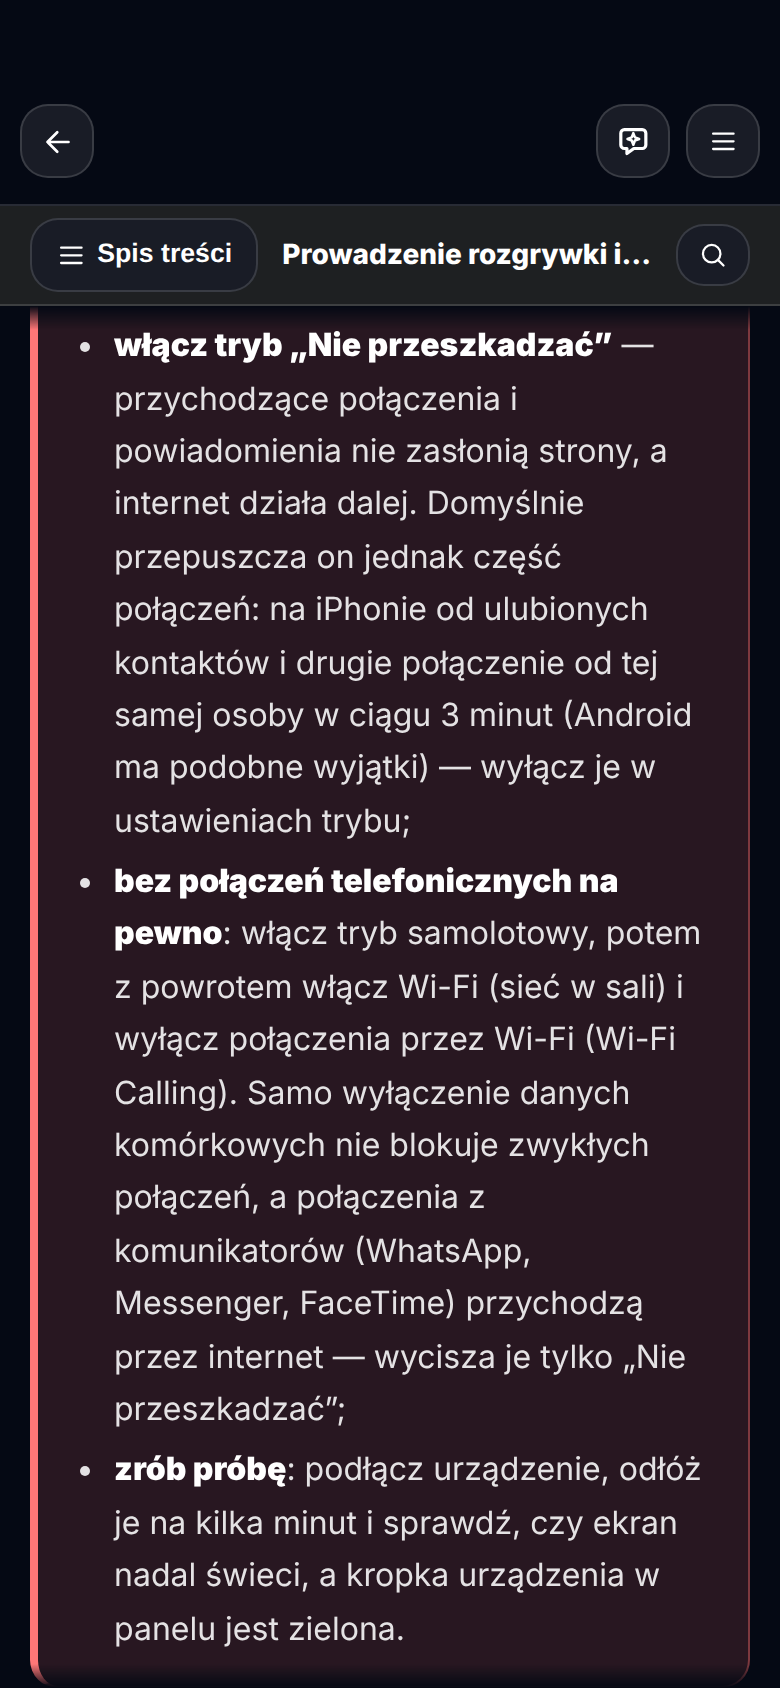 Spis treści
Prowadzenie rozgrywki i...
włącz tryb „Nie przeszkadzać” —
przychodzące połączenia i
powiadomienia nie zasłonią strony, a
internet działa dalej. Domyślnie
przepuszcza on jednak część
połączeń: na iPhonie od ulubionych
kontaktów i drugie połączenie od tej
samej osoby w ciągu 3 minut (Android
ma podobne wyjątki) — wyłącz je w
ustawieniach trybu;
bez połączeń telefonicznych na
pewno: włącz tryb samolotowy, potem
z powrotem włącz Wi-Fi (sieć w sali) i
wyłącz połączenia przez Wi-Fi (Wi-Fi
Calling). Samo wyłączenie danych
komórkowych nie blokuje zwykłych
połączeń, a połączenia z
komunikatorów (WhatsApp,
Messenger, FaceTime) przychodzą
przez internet — wycisza je tylko „Nie
przeszkadzać”;
zrób próbę: podłącz urządzenie, odłóż
je na kilka minut i sprawdź, czy ekran
nadal świeci, a kropka urządzenia w
panelu jest zielona.